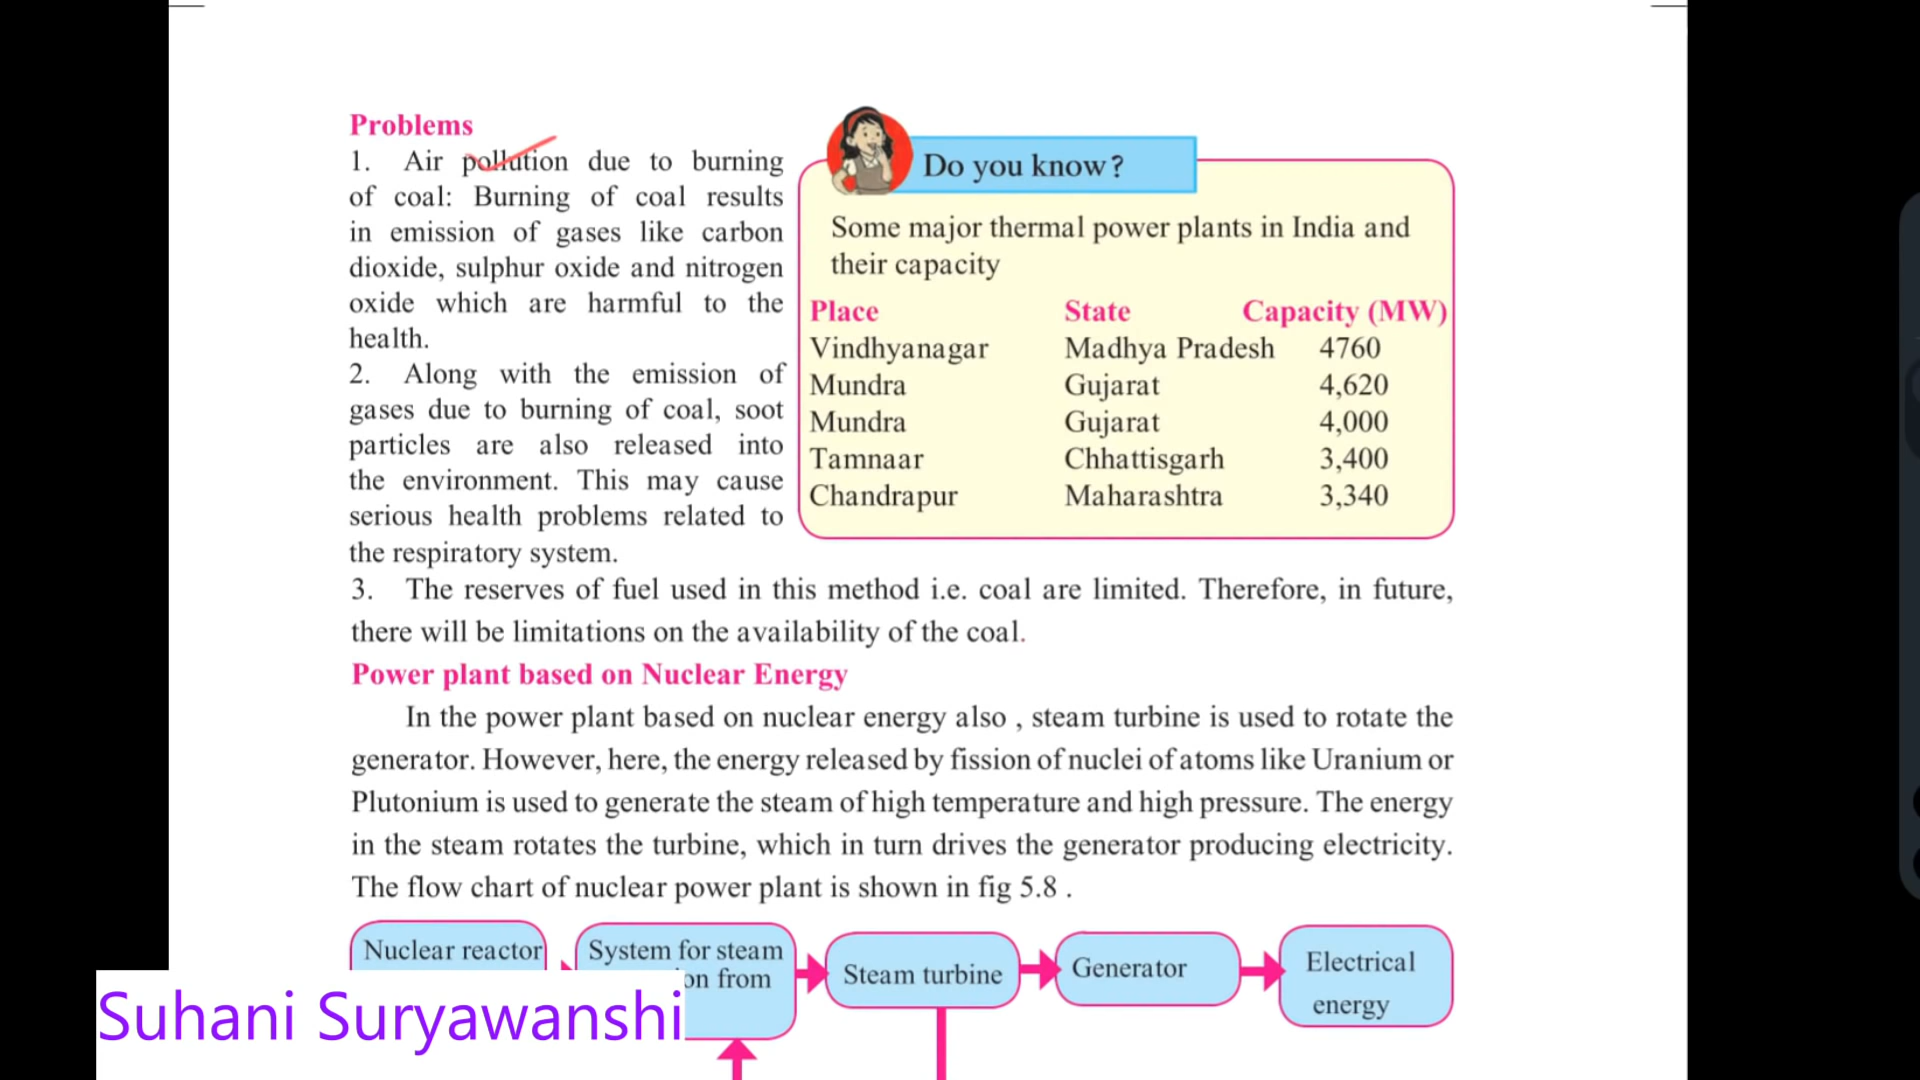 Problems
1. Air pollution due to burning
of coal: Burning of coal results
in emission of gases like carbon
dioxide, sulphur oxide and nitrogen
oxide which are harmful to the
health.
2. Along with the emission of
gases due to burning of coal, soot
particles are also released into
the environment. This may cause
serious health problems related to
the respiratory system.
Do you know?
Some major thermal power plants in India and
their capacity
Place State Capacity (MW)
Vindhyanagar Madhya Pradesh 4760
Mundra Gujarat 4,620
Mundra Gujarat 4,000
Tamnaar Chhattisgarh 3,400
Chandrapur Maharashtra 3,340
3. The reserves of fuel used in this method i.e. coal are limited. Therefore, in future,
there will be limitations on the availability of the coal.
Power plant based on Nuclear Energy
In the power plant based on nuclear energy also , steam turbine is used to rotate the
generator. However, here, the energy released by fission of nuclei of atoms like Uranium or
Plutonium is used to generate the steam of high temperature and high pressure. The energy
in the steam rotates the turbine, which in turn drives the generator producing electricity.
The flow chart of nuclear power plant is shown in fig 5.8 .
Nuclear reactor
System for steam
from
Steam turbine
Generator
Electrical
energy
Suhani Suryawanshi